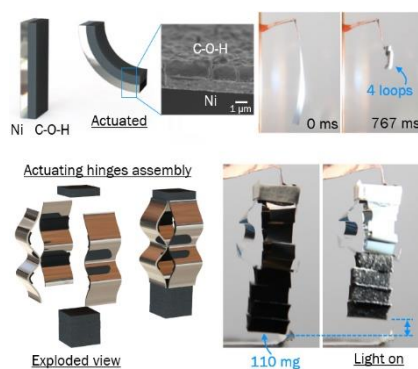 Ni C-O-H
Actuated
C-O-H
Ni
1 µm
0 ms
4 loops
767 ms
Actuating hinges assembly
Exploded view
110 mg
Light on